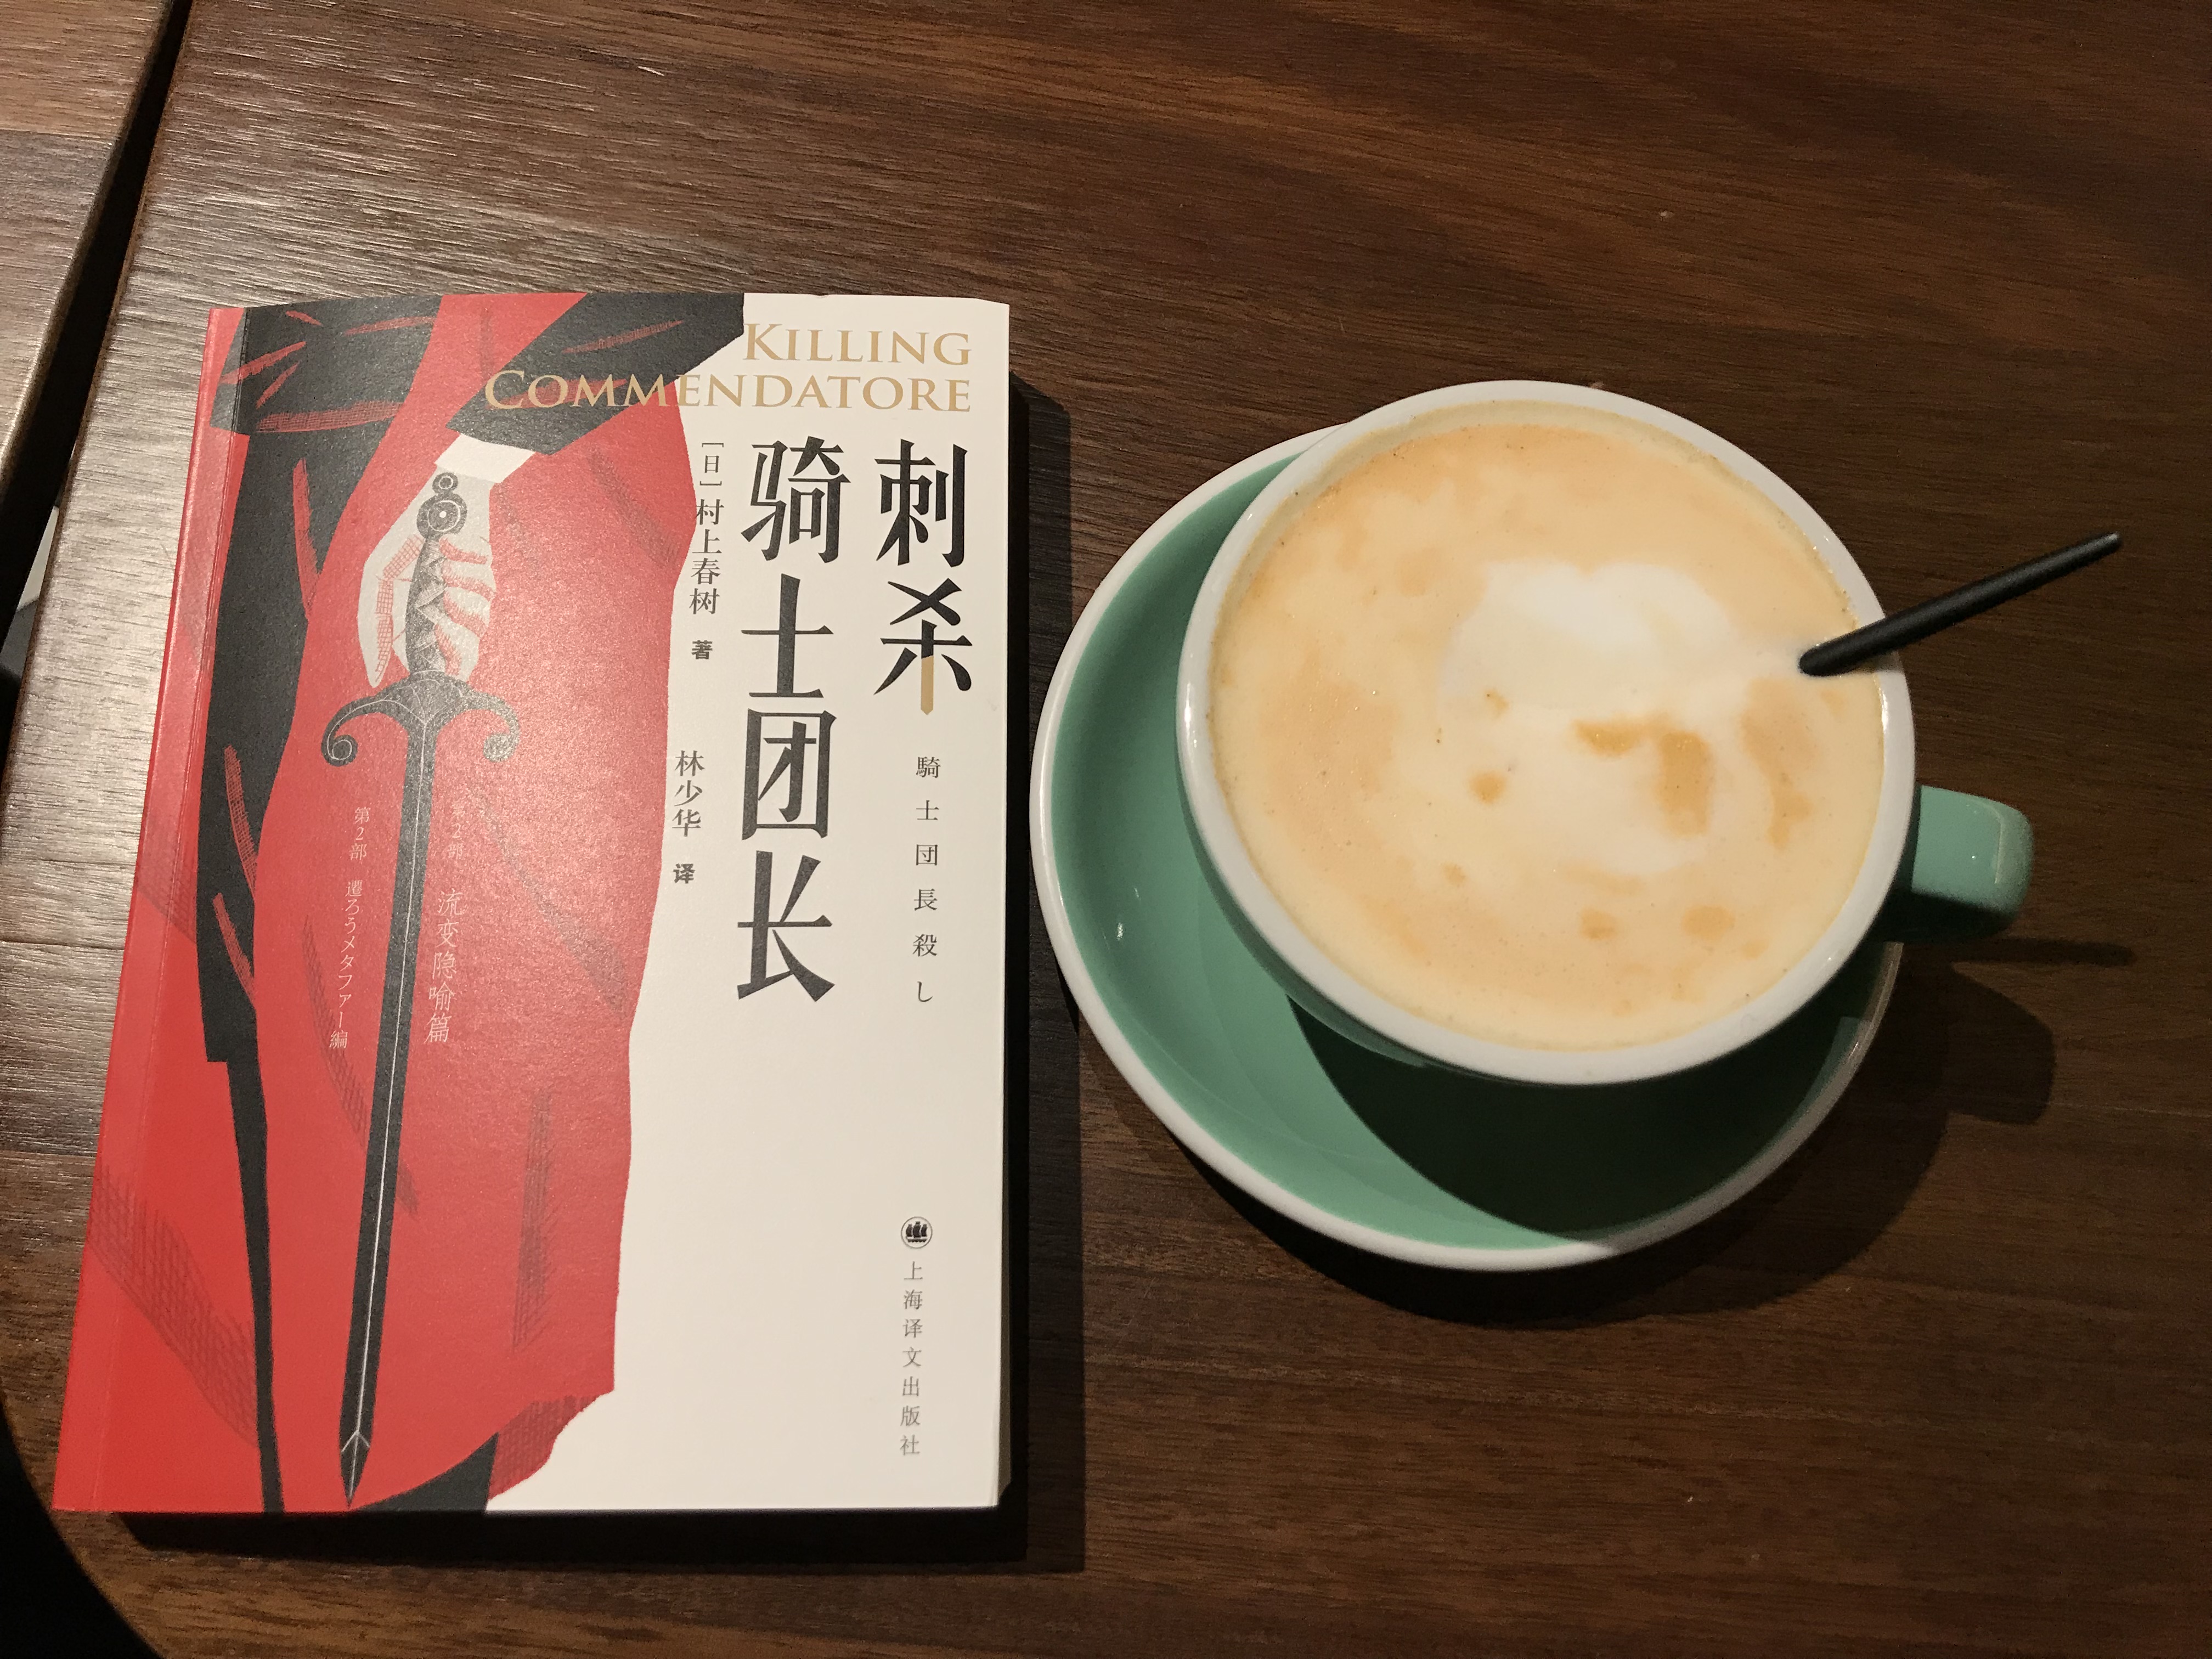 KILLING
COMMENDATORE
刺杀
骑士团长
騎士団長殺し
[日]村上春树 著
林少华 译
第2部 流变隐喻篇
第2部 遷ろうメタファー編
上海译文出版社